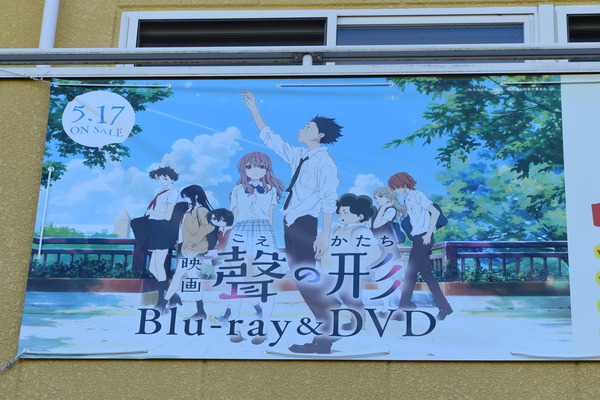 5.17
ON SALE
こえ かたち
映画 聲の形
Blu-ray & DVD